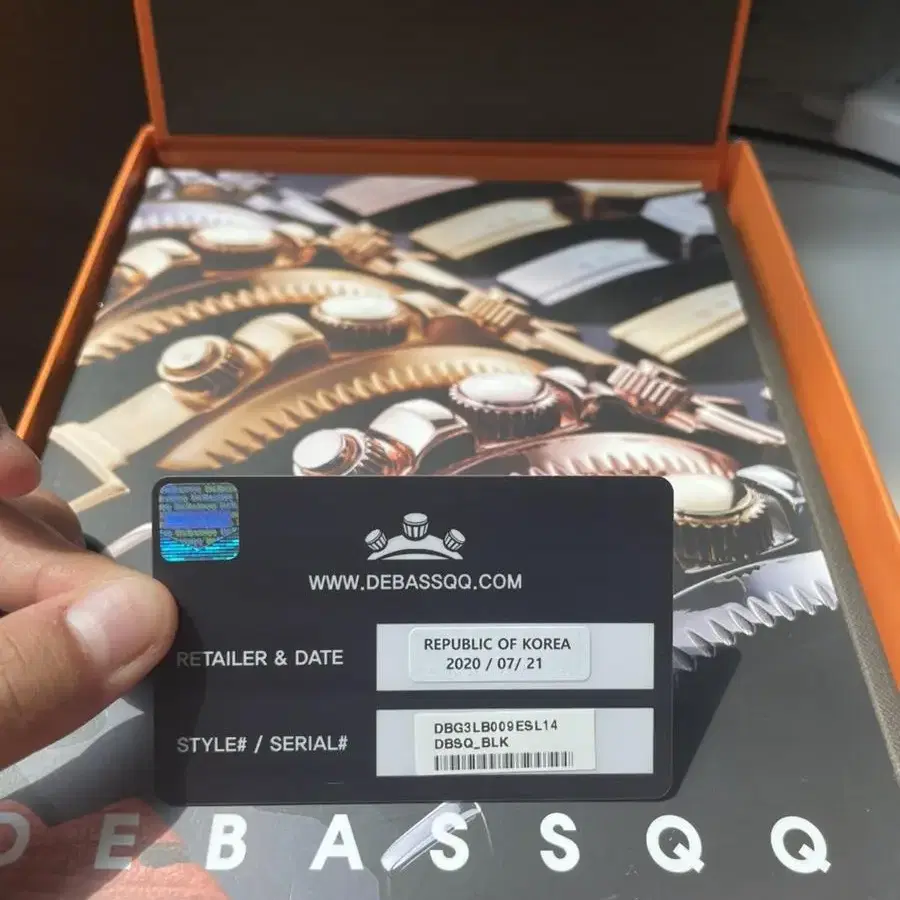 WWW.DEBASSQQ.COM
RETAILER & DATE
REPUBLIC OF KOREA
2020 / 07/ 21
STYLE# / SERIAL#
DBG3LB009ESL14
DBSQ_BLK
DEBASSQQ